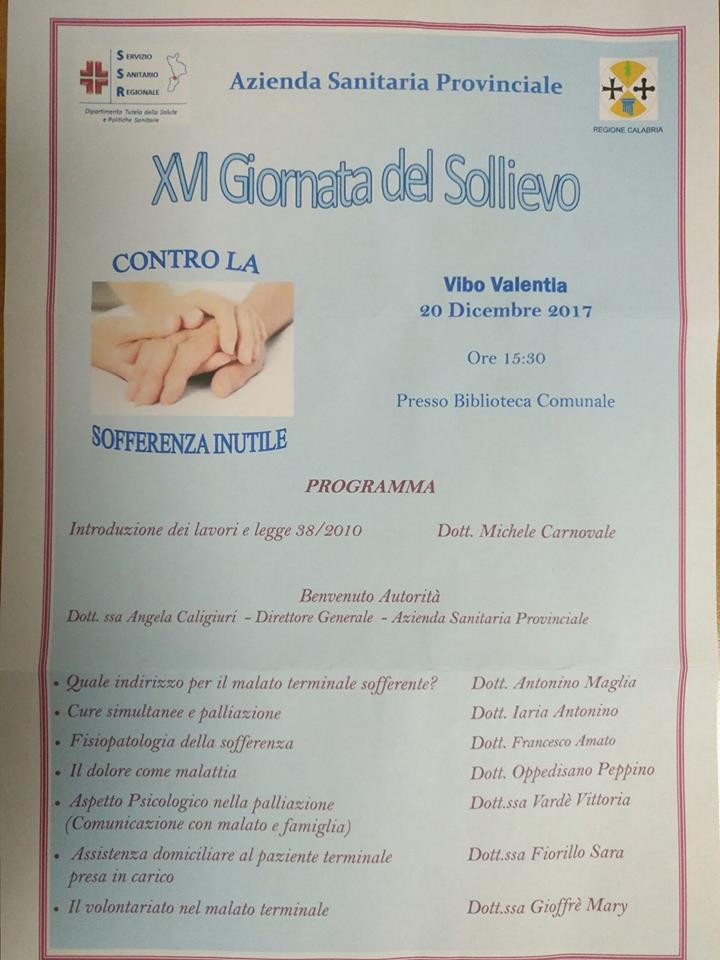 SERVIZIO
SANITARIO
REGIONALE
Dipartimento Tutela della Salute
e Politiche Sanitarie
Azienda Sanitaria Provinciale
REGIONE CALABRIA
XVI Giornata del Sollievo
CONTRO LA
SOFFERENZA INUTILE
Vibo Valentia
20 Dicembre 2017
Ore 15:30
Presso Biblioteca Comunale
PROGRAMMA
Introduzione dei lavori e legge 38/2010 Dott. Michele Carnovale
Benvenuto Autorità
Dott. ssa Angela Caligiuri - Direttore Generale - Azienda Sanitaria Provinciale
• Quale indirizzo per il malato terminale sofferente? Dott. Antonino Maglia
• Cure simultanee e palliazione Dott. Iaria Antonino
• Fisiopatologia della sofferenza Dott. Francesco Amato
• Il dolore come malattia Dott. Oppedisano Peppino
• Aspetto Psicologico nella palliazione Dott.ssa Vardè Vittoria
(Comunicazione con malato e famiglia)
• Assistenza domiciliare al paziente terminale Dott.ssa Fiorillo Sara
presa in carico
• Il volontariato nel malato terminale Dott.ssa Gioffrè Mary